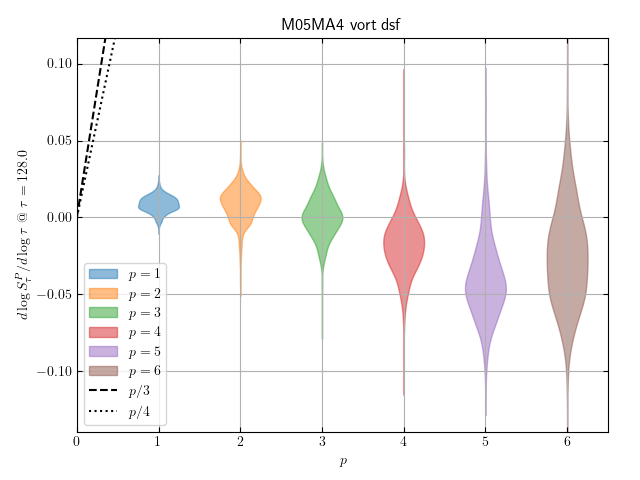 M05MA4 vort dsf
d log S_τ^P / d log τ @ τ = 128.0
0.10
0.05
0.00
−0.05
−0.10
p = 1
p = 2
p = 3
p = 4
p = 5
p = 6
p/3
p/4
0 1 2 3 4 5 6
p